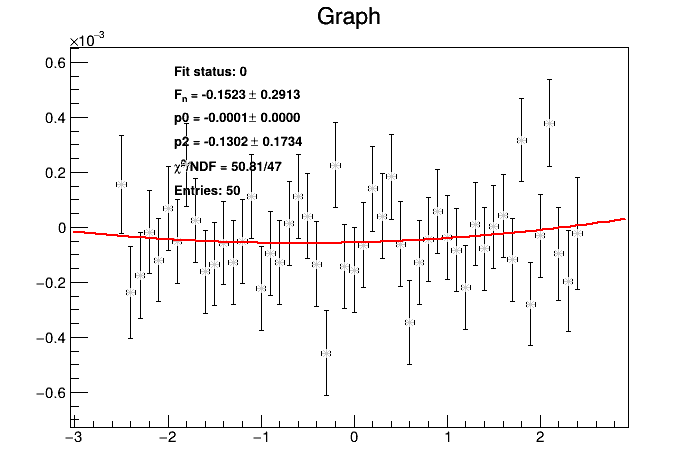 Graph
×10⁻³
Fit status: 0
Fₙ = -0.1523 ± 0.2913
p0 = -0.0001± 0.0000
p2 = -0.1302 ± 0.1734
χ²/NDF = 50.81/47
Entries: 50
0.6
0.4
0.2
0
−0.2
−0.4
−0.6
−3 −2 −1 0 1 2